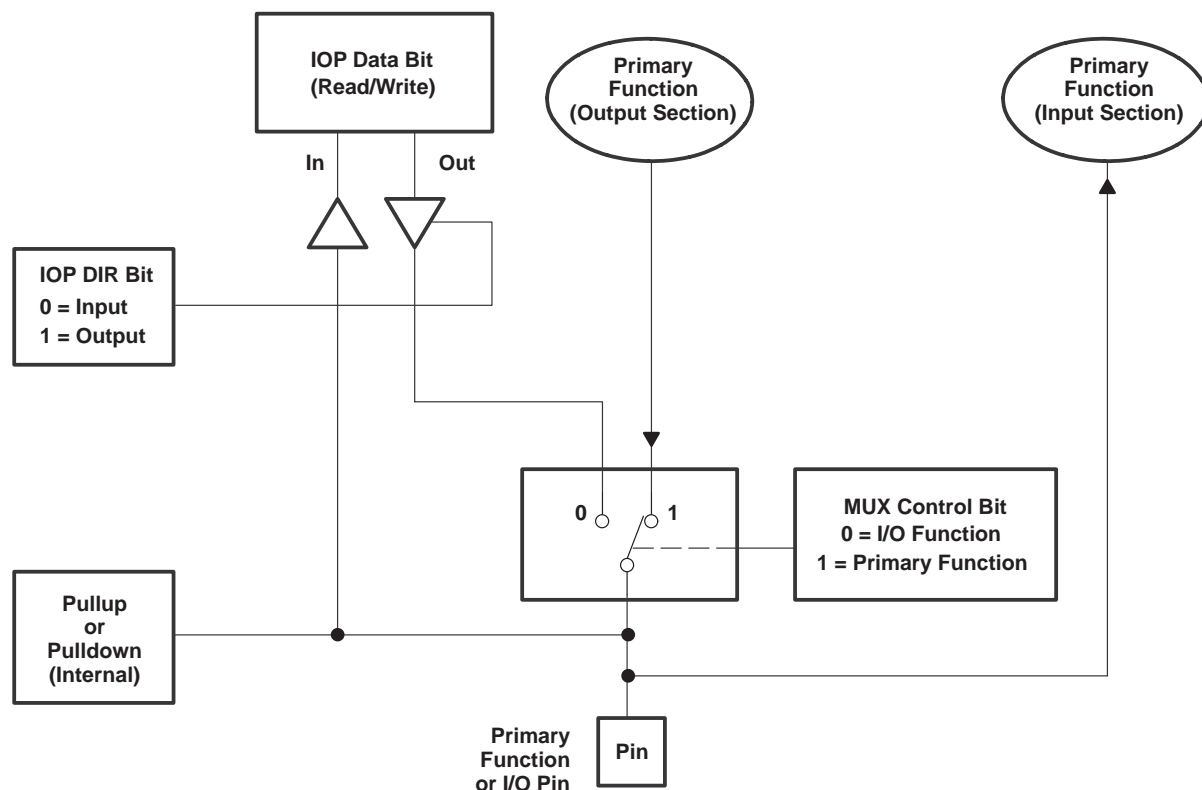 IOP Data Bit
(Read/Write)
Primary
Function
(Output Section)
Primary
Function
(Input Section)
In
Out
IOP DIR Bit
0 = Input
1 = Output
0
1
MUX Control Bit
0 = I/O Function
1 = Primary Function
Pullup
or
Pulldown
(Internal)
Primary
Function
or I/O Pin
Pin